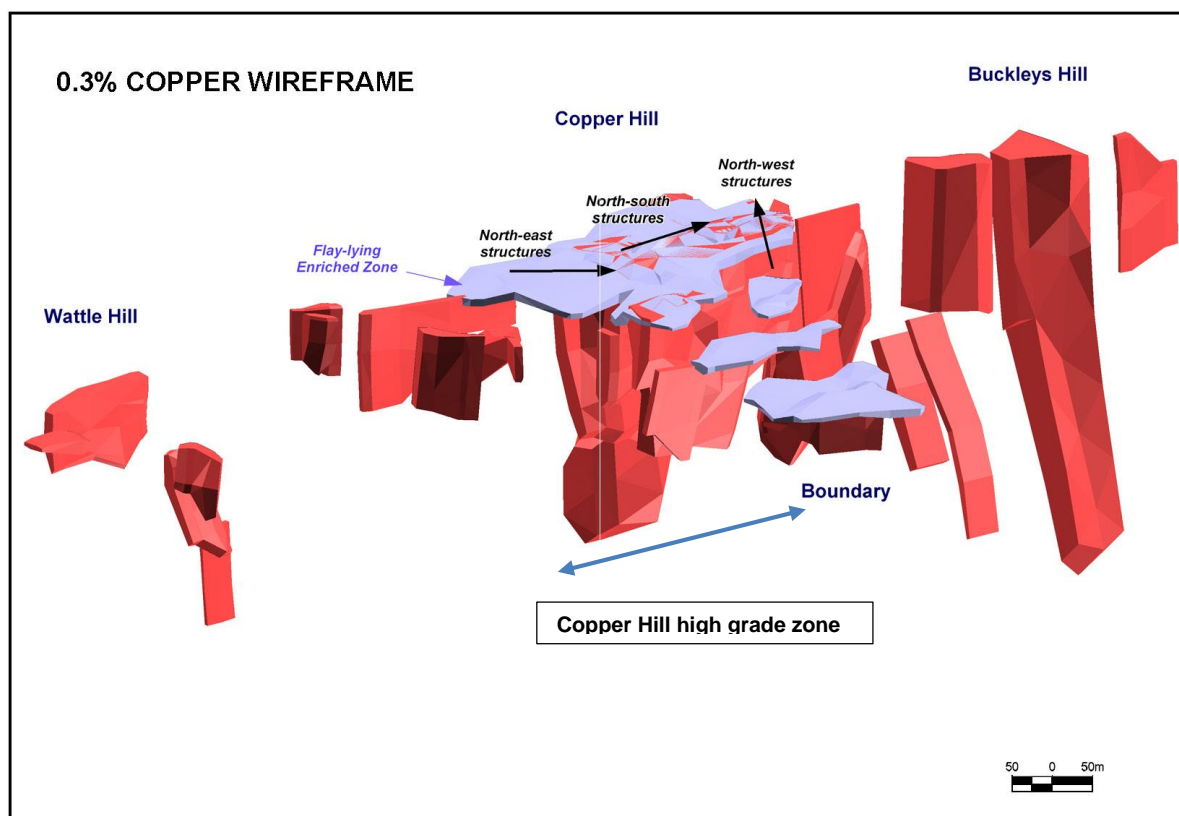 0.3% COPPER WIREFRAME
Buckleys Hill
Copper Hill
North-west
structures
North-south
structures
North-east
structures
Flay-lying
Enriched Zone
Wattle Hill
Boundary
Copper Hill high grade zone
50 0 50m